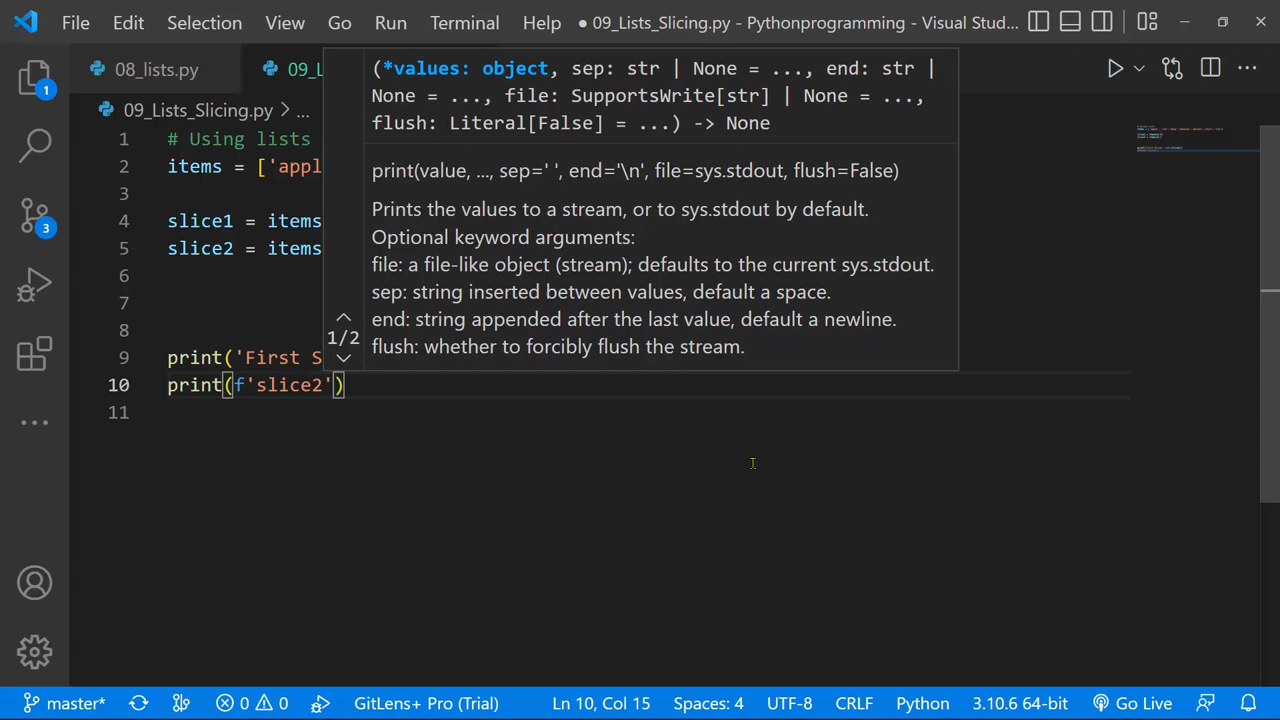 File Edit Selection View Go Run Terminal Help ● 09_Lists_Slicing.py - Pythonprogramming - Visual Stud...
08_lists.py 09_L
09_Lists_Slicing.py > ...
(*values: object, sep: str | None = ..., end: str |
None = ..., file: SupportsWrite[str] | None = ...,
flush: Literal[False] = ...) -> None
print(value, ..., sep=' ', end='\n', file=sys.stdout, flush=False)
Prints the values to a stream, or to sys.stdout by default.
Optional keyword arguments:
file: a file-like object (stream); defaults to the current sys.stdout.
sep: string inserted between values, default a space.
end: string appended after the last value, default a newline.
flush: whether to forcibly flush the stream.
1/2
1 # Using lists
2 items = ['appl
3
4 slice1 = items
5 slice2 = items
6
7
8
9 print('First S
10 print(f'slice2')
11
1
3
master* 0 0 GitLens+ Pro (Trial) Ln 10, Col 15 Spaces: 4 UTF-8 CRLF Python 3.10.6 64-bit Go Live